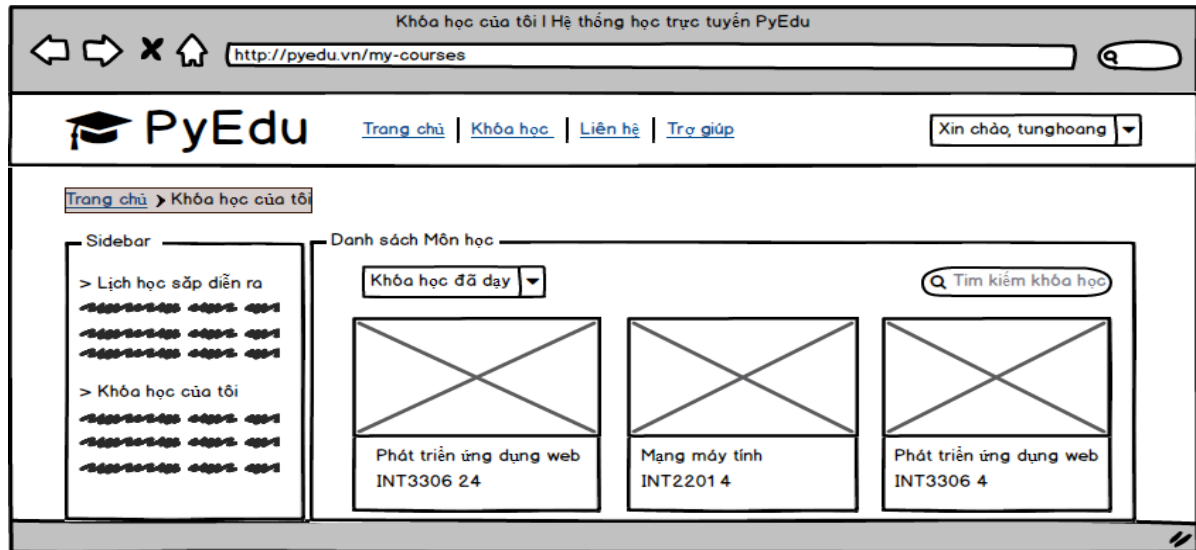 Khóa học của tôi I Hệ thống học trực tuyến PyEdu
http://pyedu.vn/my-courses
PyEdu
Trang chủ | Khóa học | Liên hệ | Trợ giúp
Xin chào, tunghoang
Trang chủ > Khóa học của tôi
Sidebar
> Lịch học sắp diễn ra
> Khóa học của tôi
Danh sách Môn học
Khóa học đã dạy
Tìm kiếm khóa học
Phát triển ứng dụng web
INT3306 24
Mạng máy tính
INT2201 4
Phát triển ứng dụng web
INT3306 4